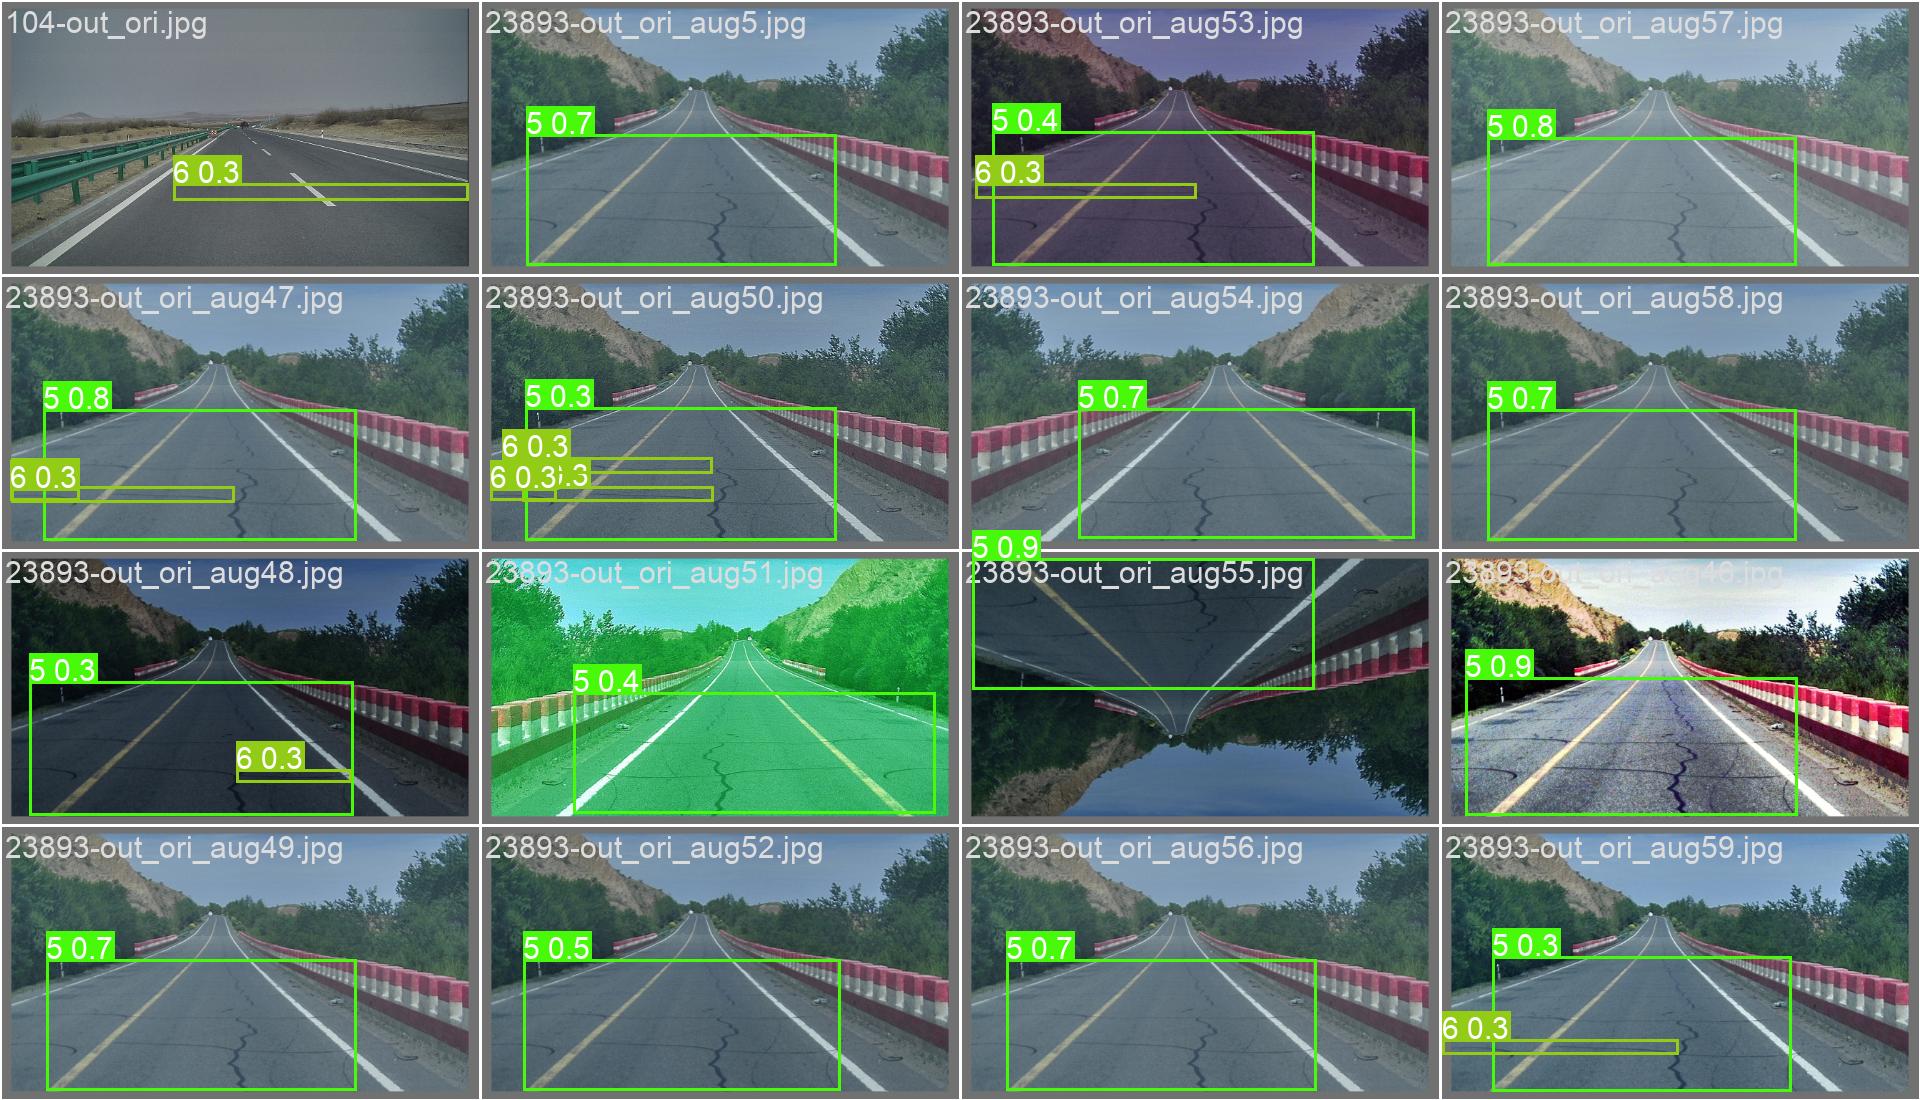 104-out_ori.jpg
6 0.3
23893-out_ori_aug5.jpg
5 0.7
23893-out_ori_aug53.jpg
5 0.4
6 0.3
23893-out_ori_aug57.jpg
5 0.8
23893-out_ori_aug47.jpg
5 0.8
6 0.3
23893-out_ori_aug50.jpg
5 0.3
6 0.3
6 0.3
23893-out_ori_aug54.jpg
5 0.7
23893-out_ori_aug58.jpg
5 0.7
23893-out_ori_aug48.jpg
5 0.3
6 0.3
23893-out_ori_aug51.jpg
5 0.4
5 0.9
23893-out_ori_aug55.jpg
23893-out_ori_aug46.jpg
5 0.9
23893-out_ori_aug49.jpg
5 0.7
23893-out_ori_aug52.jpg
5 0.5
23893-out_ori_aug56.jpg
5 0.7
23893-out_ori_aug59.jpg
5 0.3
6 0.3